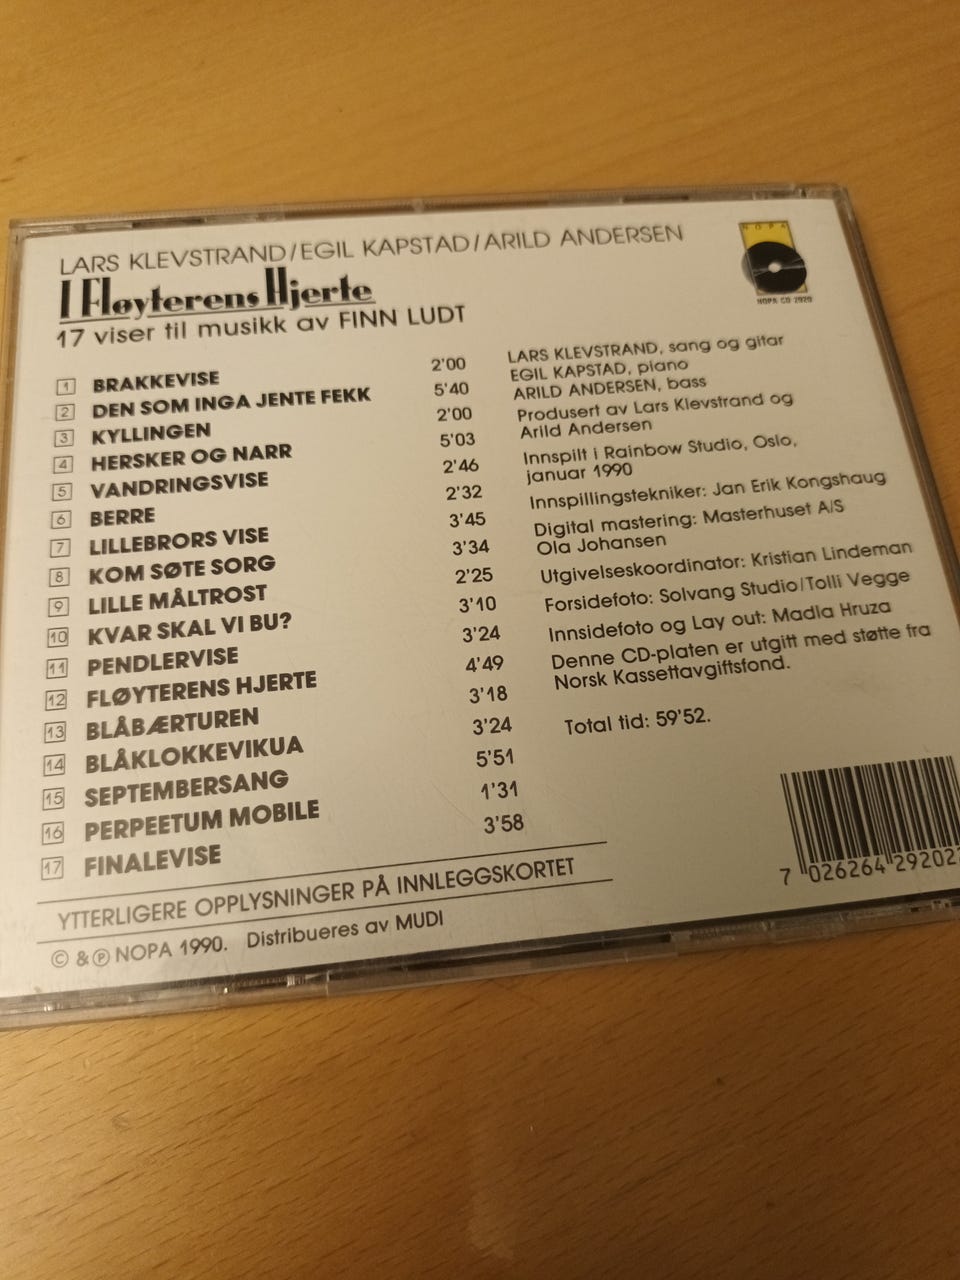 LARS KLEVSTRAND/EGIL KAPSTAD/ARILD ANDERSEN
I Fløyterens Hjerte
17 viser til musikk av FINN LUDT
1 BRAKKEVISE 2'00
2 DEN SOM INGA JENTE FEKK 5'40
3 KYLLINGEN 2'00
4 HERSKER OG NARR 5'03
5 VANDRINGSVISE 2'46
6 BERRE 2'32
7 LILLEBRORS VISE 3'45
8 KOM SØTE SORG 3'34
9 LILLE MÅLTROST 2'25
10 KVAR SKAL VI BU? 3'10
11 PENDLERVISE 3'24
12 FLØYTERENS HJERTE 4'49
13 BLÅBÆRTUREN 3'18
14 BLÅKLOKKEVIKUA 3'24
15 SEPTEMBERSANG 5'51
16 PERPEETUM MOBILE 1'31
17 FINALEVISE 3'58
YTTERLIGERE OPPLYSNINGER PÅ INNLEGGSKORTET
© & ℗ NOPA 1990. Distribueres av MUDI
NOPA
NOPA CD 2920
LARS KLEVSTRAND, sang og gitar
EGIL KAPSTAD, piano
ARILD ANDERSEN, bass
Produsert av Lars Klevstrand og
Arild Andersen
Innspilt i Rainbow Studio, Oslo,
januar 1990
Innspillingstekniker: Jan Erik Kongshaug
Digital mastering: Masterhuset A/S
Ola Johansen
Utgivelseskoordinator: Kristian Lindeman
Forsidefoto: Solvang Studio/Tolli Vegge
Innsidefoto og Lay out: Madla Hruza
Denne CD-platen er utgitt med støtte fra
Norsk Kassettavgiftsfond.
Total tid: 59'52.
7 026264 29202